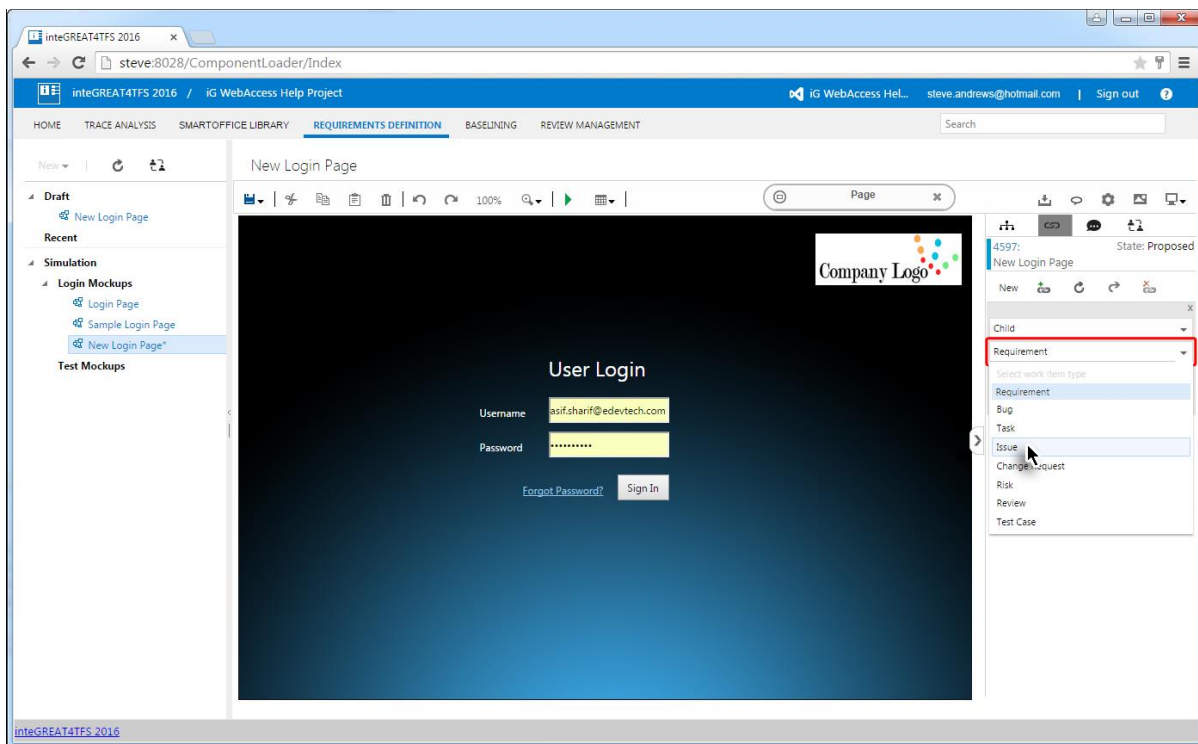 inteGREAT4TFS 2016
steve:8028/ComponentLoader/Index
inteGREAT4TFS 2016 / iG WebAccess Help Project
iG WebAccess Hel... steve.andrews@hotmail.com | Sign out ?
HOME TRACE ANALYSIS SMARTOFFICE LIBRARY REQUIREMENTS DEFINITION BASELINING REVIEW MANAGEMENT Search
New
Draft
New Login Page
Recent
Simulation
Login Mockups
Login Page
Sample Login Page
New Login Page*
Test Mockups
New Login Page
100%
Page
Company Logo
User Login
Username asif.sharif@edevtech.com
Password ••••••••••
Forgot Password? Sign In
4597: State: Proposed
New Login Page
New
x
Child
Requirement
Select work item type
Requirement
Bug
Task
Issue
Change Request
Risk
Review
Test Case
inteGREAT4TFS 2016